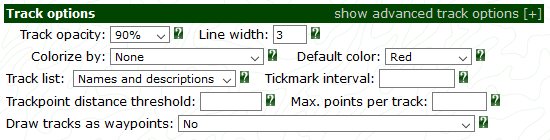 Track options show advanced track options [+]
Track opacity: 90% ? Line width: 3 ?
Colorize by: None ? Default color: Red ?
Track list: Names and descriptions ? Tickmark interval: ?
Trackpoint distance threshold: ? Max. points per track: ?
Draw tracks as waypoints: No ?